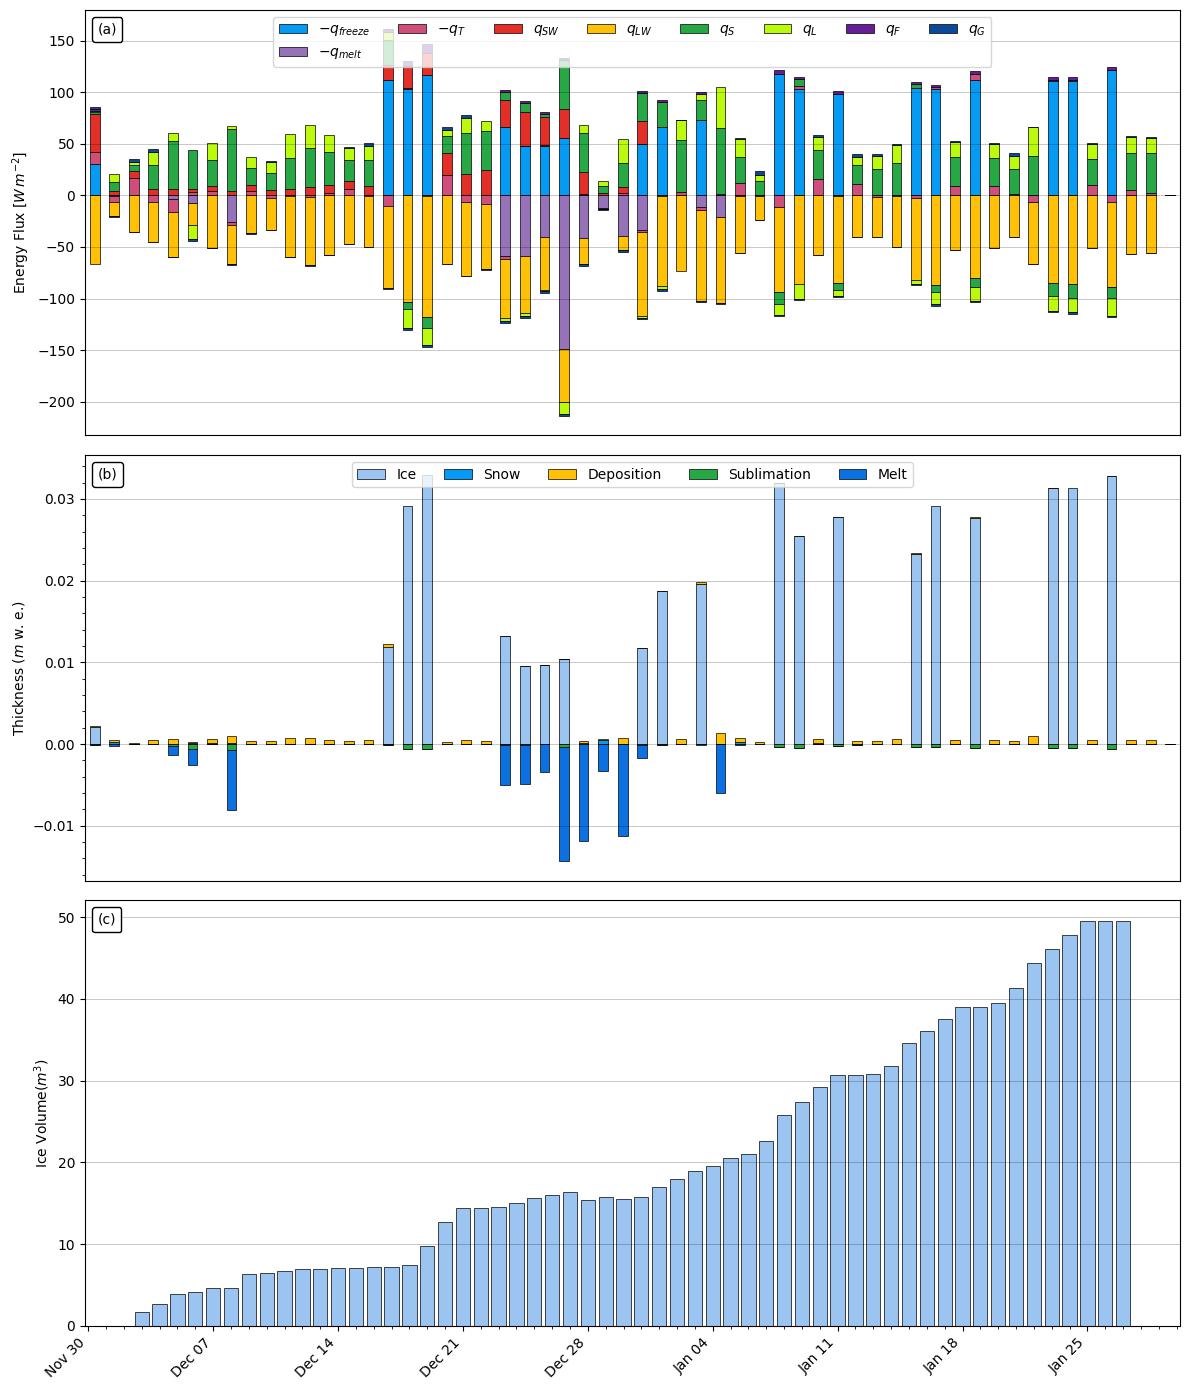 (a)
−q_freeze −q_T q_SW q_LW q_S q_L q_F q_G
−q_melt
Energy Flux [W m⁻²]
150
100
50
0
−50
−100
−150
−200
(b)
Ice Snow Deposition Sublimation Melt
Thickness (m w. e.)
0.03
0.02
0.01
0.00
−0.01
(c)
Ice Volume(m³)
50
40
30
20
10
0
Nov 30 Dec 07 Dec 14 Dec 21 Dec 28 Jan 04 Jan 11 Jan 18 Jan 25